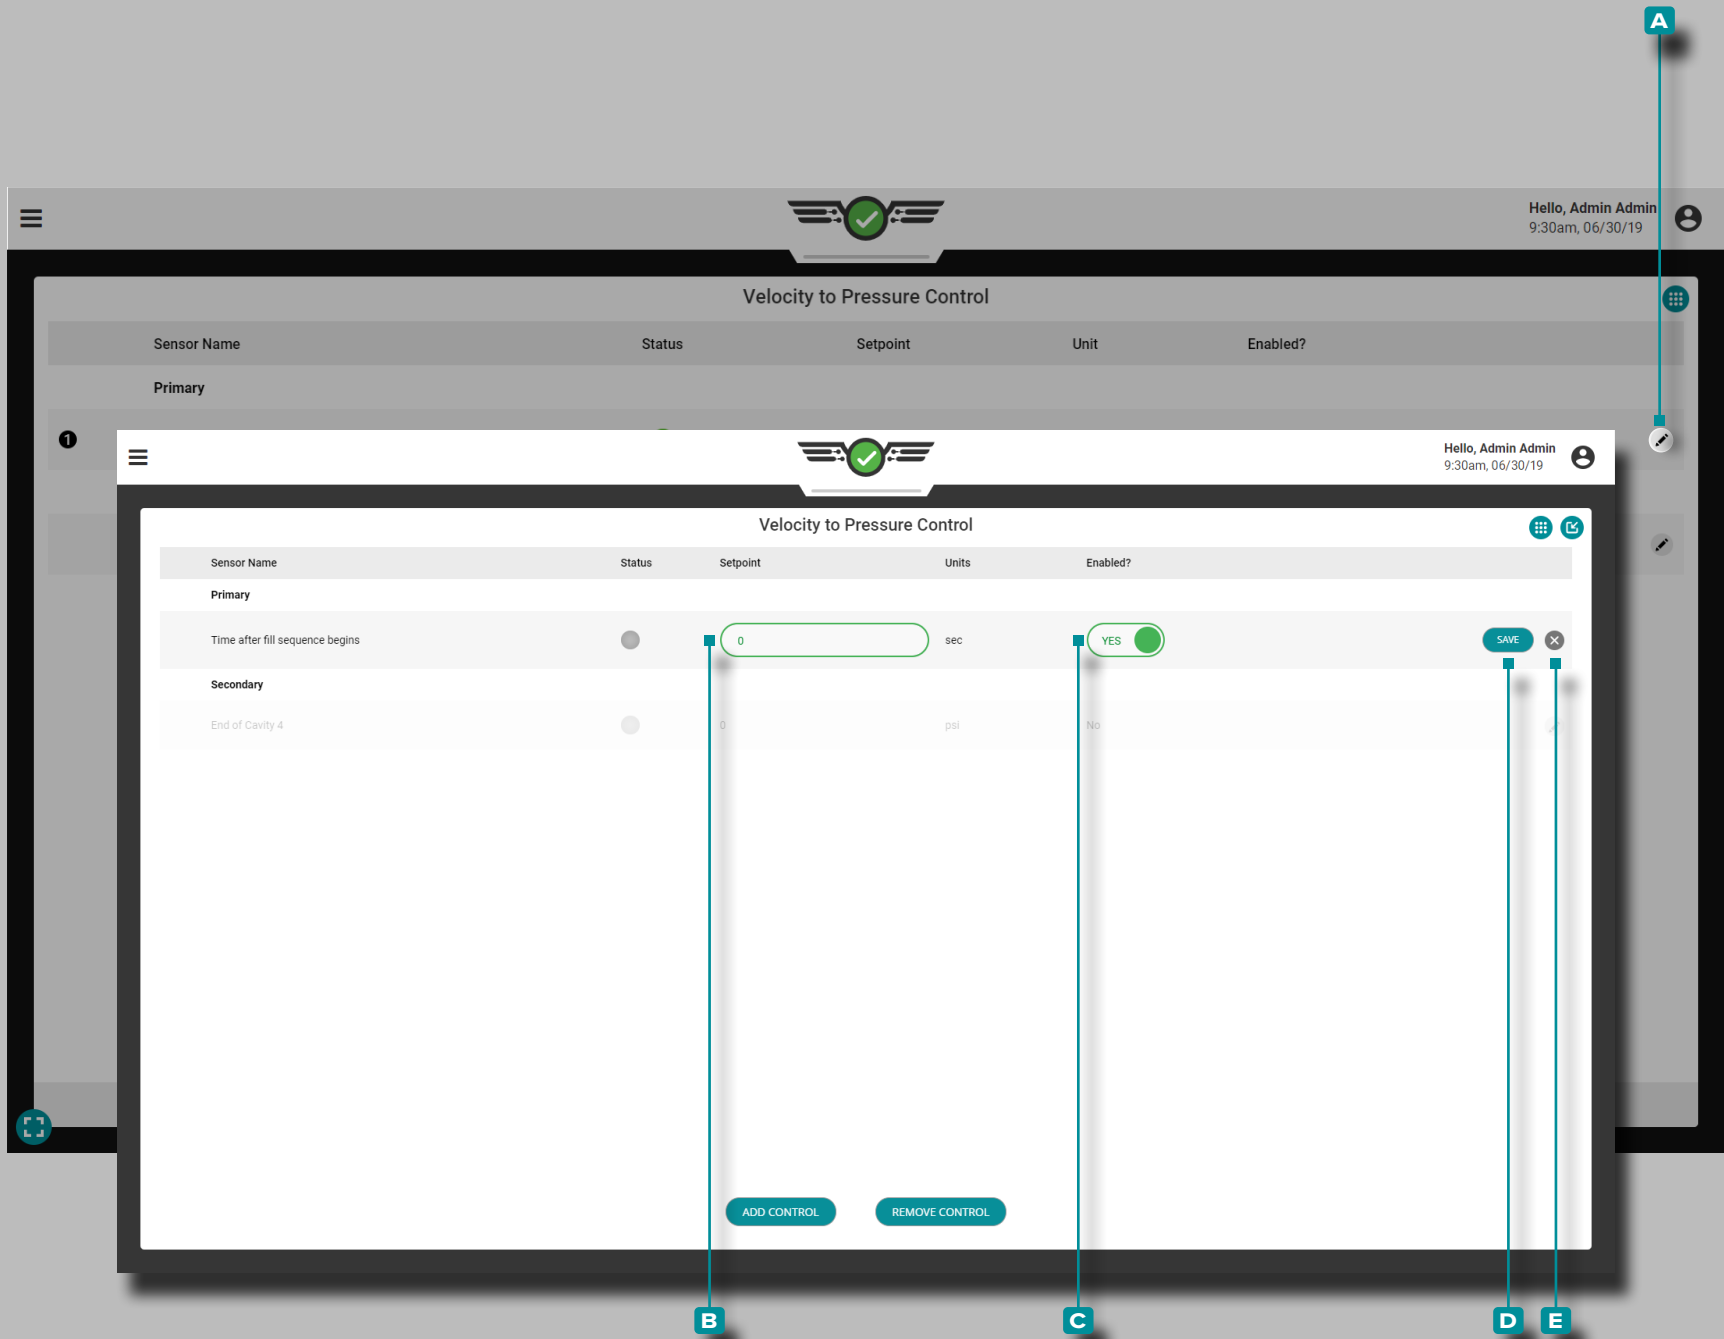 A
Hello, Admin Admin
9:30am, 06/30/19
Velocity to Pressure Control
Sensor Name Status Setpoint Unit Enabled?
Primary
1
Hello, Admin Admin
9:30am, 06/30/19
Velocity to Pressure Control
Sensor Name Status Setpoint Units Enabled?
Primary
Time after fill sequence begins 0 sec YES SAVE
Secondary
End of Cavity 4 0 psi No
ADD CONTROL REMOVE CONTROL
B C D E